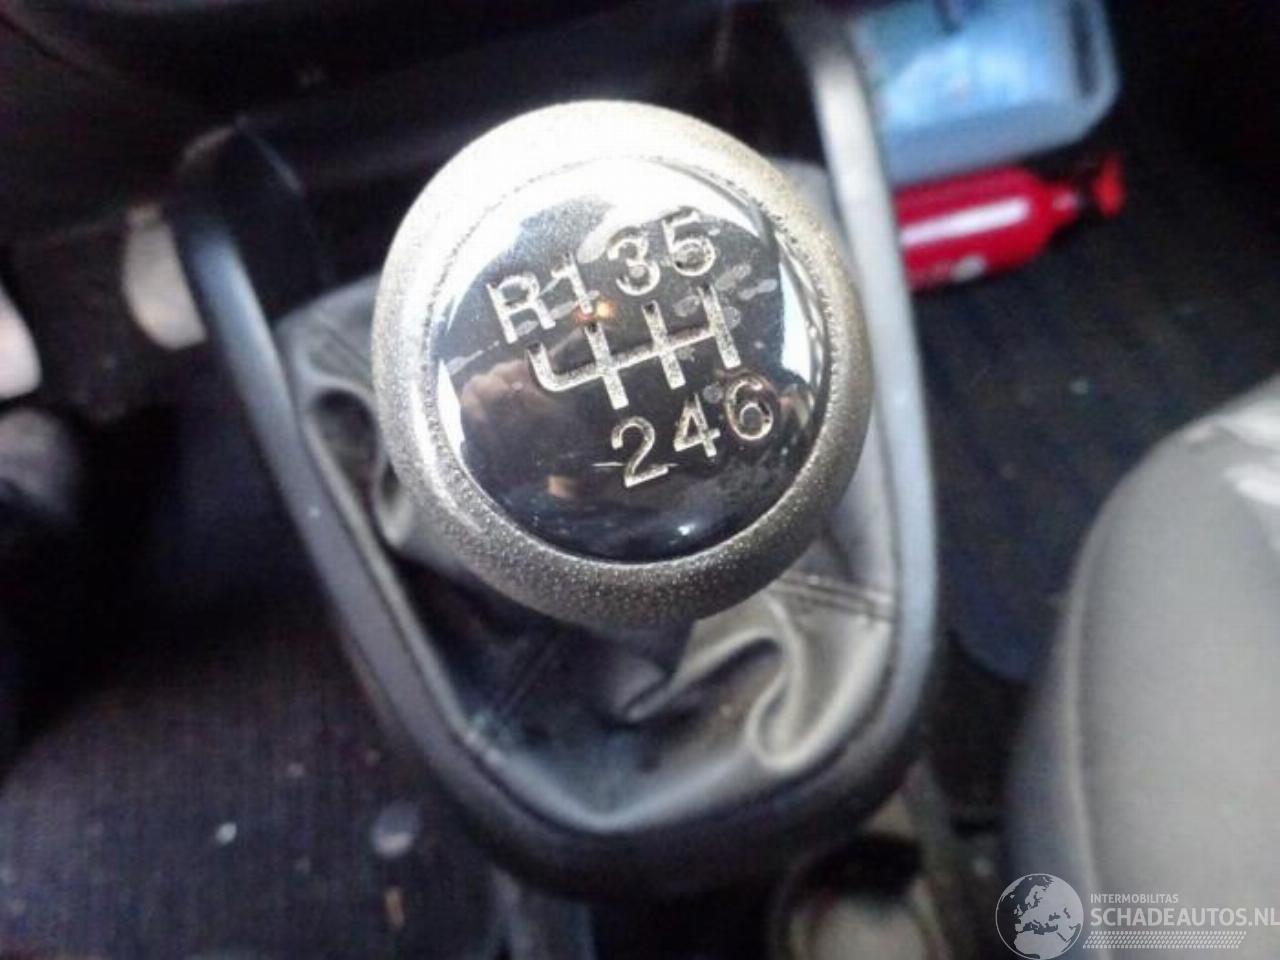 R135
246
INTERMOBILITAS
SCHADEAUTOS.NL